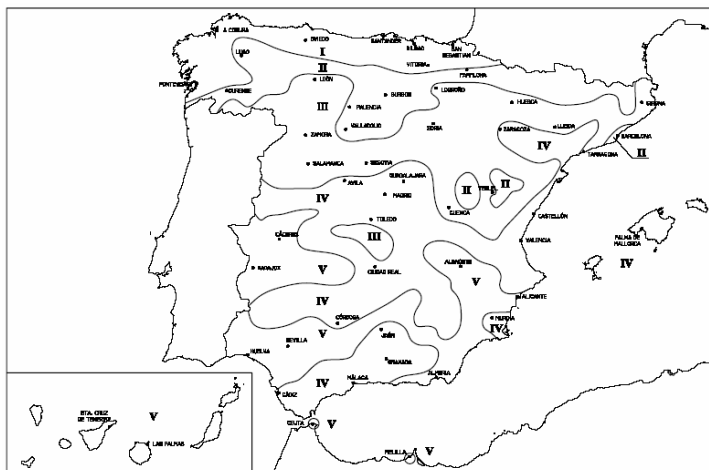 A CORUÑA
OVIEDO
SANTANDER
BILBAO
SAN
SEBASTIAN
LUGO
I
VITORIA
PAMPLONA
II
LEÓN
PONTEVEDRA
OURENSE
BURGOS
LOGROÑO
HUESCA
GERONA
III
PALENCIA
VALLADOLID
ZAMORA
SORIA
ZARAGOZA
LLEIDA
BARCELONA
IV
TARRAGONA
II
SALAMANCA
SEGOVIA
AVILA
GUADALAJARA
MADRID
IV
II
TERUEL
II
CUENCA
TOLEDO
CASTELLÓN
CÁCERES
III
VALENCIA
PALMA DE
MALLORCA
IV
BADAJOZ
V
CIUDAD REAL
ALBACETE
V
IV
ALICANTE
CÓRDOBA
MURCIA
IV
V
SEVILLA
JAÉN
HUELVA
GRANADA
IV
MÁLAGA
ALMERIA
CÁDIZ
STA. CRUZ
DE TENERIFE
V
LAS PALMAS
CEUTA
V
MELILLA
V